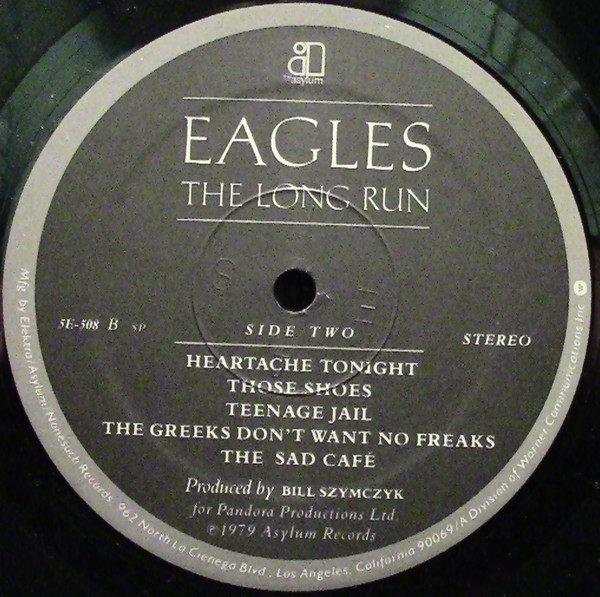 asylum
EAGLES
THE LONG RUN
5E-508 B SP
SIDE TWO
STEREO
HEARTACHE TONIGHT
THOSE SHOES
TEENAGE JAIL
THE GREEKS DON'T WANT NO FREAKS
THE SAD CAFÉ
Produced by BILL SZYMCZYK
for Pandora Productions Ltd.
℗1979 Asylum Records
Mfg. by Elektra/Asylum/Nonesuch Records, 962 North La Cienega Blvd., Los Angeles, California 90069/A Division of Warner Communications Inc.